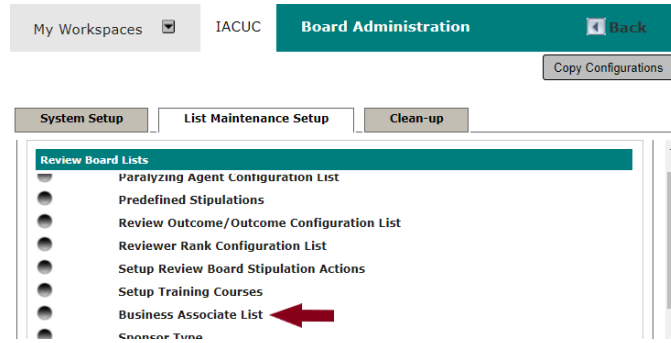 My Workspaces IACUC Board Administration Back
Copy Configurations
System Setup List Maintenance Setup Clean-up
Review Board Lists
Paralyzing Agent Configuration List
Predefined Stipulations
Review Outcome/Outcome Configuration List
Reviewer Rank Configuration List
Setup Review Board Stipulation Actions
Setup Training Courses
Business Associate List
Sponsor Type